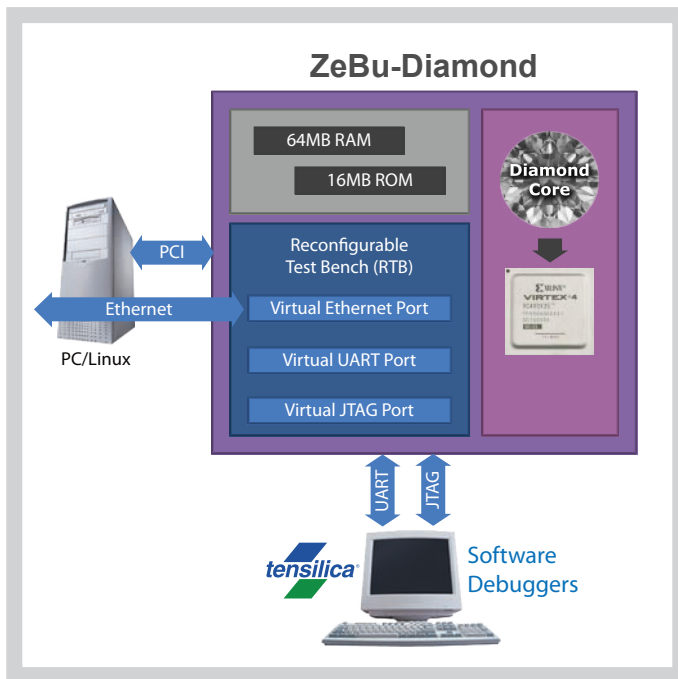 ZeBu-Diamond
64MB RAM
16MB ROM
Diamond
Core
PCI
Reconfigurable
Test Bench (RTB)
XILINX
VIRTEX-4
Ethernet
Virtual Ethernet Port
PC/Linux
Virtual UART Port
Virtual JTAG Port
UART
JTAG
tensilica
Software
Debuggers